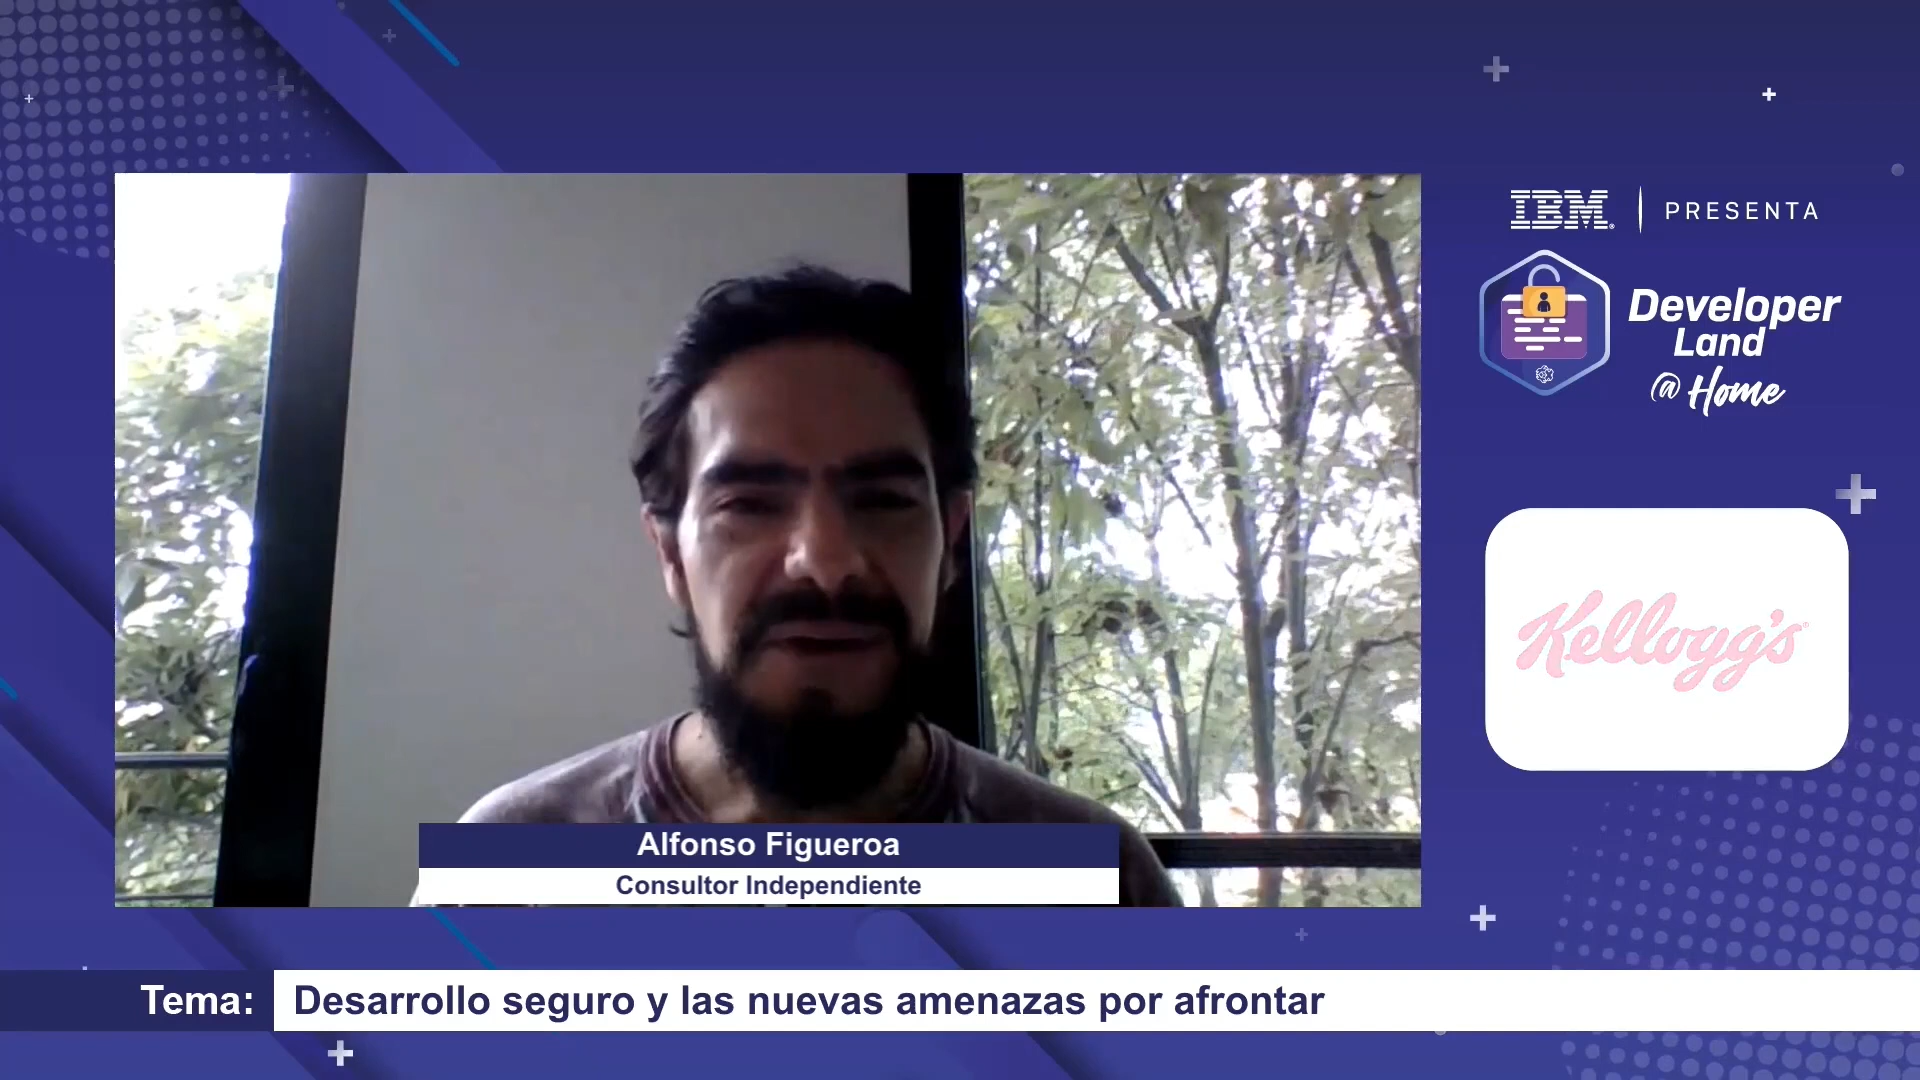 IBM | PRESENTA
Developer
Land
@ Home
Kellogg's
Alfonso Figueroa
Consultor Independiente
Tema: Desarrollo seguro y las nuevas amenazas por afrontar